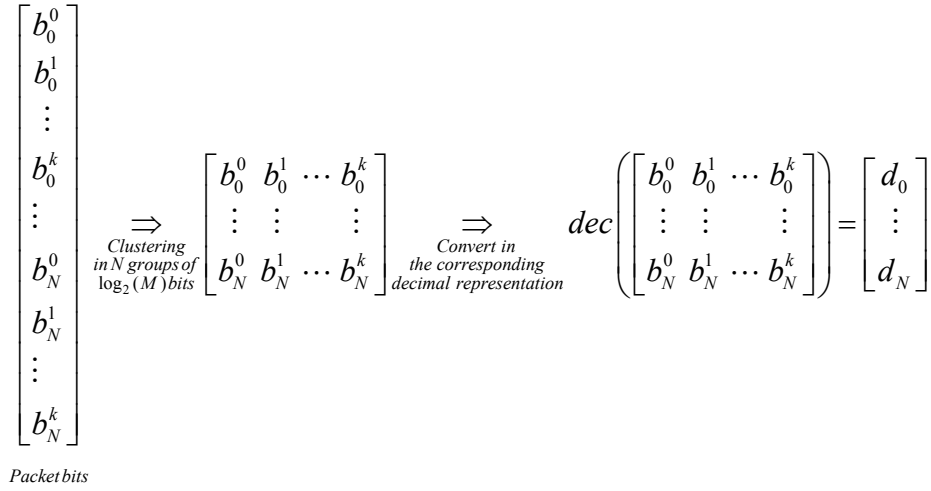 b_0^0
b_0^1
⋮
b_0^k
⋮
b_N^0
b_N^1
⋮
b_N^k
Packet bits
⇒
Clustering
in N groups of
log_2(M) bits
b_0^0 b_0^1 ⋯ b_0^k
⋮ ⋮ ⋮
b_N^0 b_N^1 ⋯ b_N^k
⇒
Convert in
the corresponding
decimal representation
dec ( [ b_0^0 b_0^1 ⋯ b_0^k
⋮ ⋮ ⋮
b_N^0 b_N^1 ⋯ b_N^k ] ) =
d_0
⋮
d_N